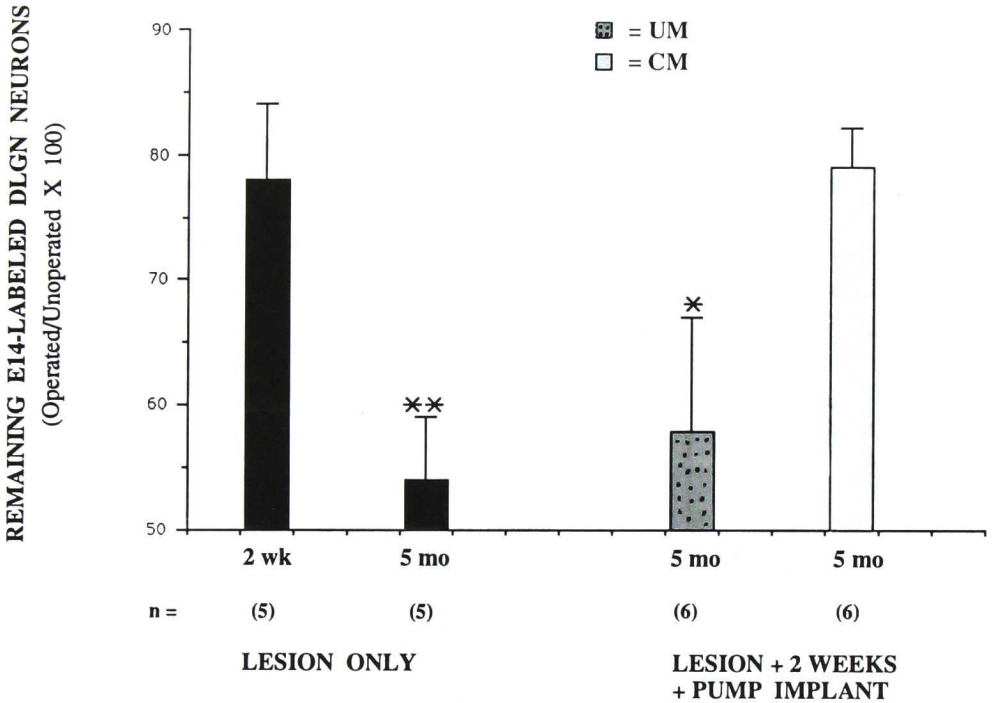 REMAINING E14-LABELED DLGN NEURONS
(Operated/Unoperated X 100)
90
80
70
60
50
= UM
= CM
**
*
2 wk
5 mo
5 mo
5 mo
n =
(5)
(5)
(6)
(6)
LESION ONLY
LESION + 2 WEEKS
+ PUMP IMPLANT